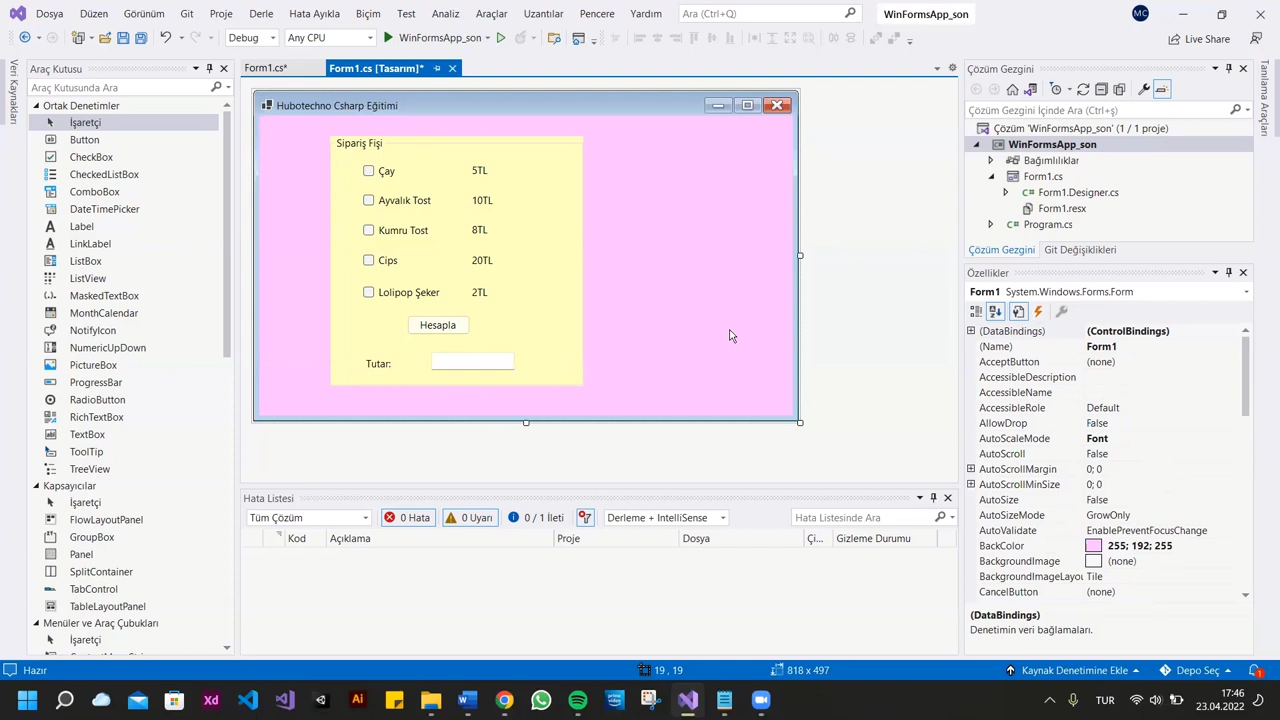 Dosya Düzen Görünüm Git Proje Derle Hata Ayıkla Biçim Test Analiz Araçlar Uzantılar Pencere Yardım Ara (Ctrl+Q) WinFormsApp_son MC
Debug Any CPU WinFormsApp_son Live Share
Veri Kaynakları
Araç Kutusu
Araç Kutusunda Ara
Ortak Denetimler
İşaretçi
Button
CheckBox
CheckedListBox
ComboBox
DateTimePicker
Label
LinkLabel
ListBox
ListView
MaskedTextBox
MonthCalendar
NotifyIcon
NumericUpDown
PictureBox
ProgressBar
RadioButton
RichTextBox
TextBox
ToolTip
TreeView
Kapsayıcılar
İşaretçi
FlowLayoutPanel
GroupBox
Panel
SplitContainer
TabControl
TableLayoutPanel
Menüler ve Araç Çubukları
İşaretçi
Form1.cs* Form1.cs [Tasarım]*
Hubotechno Csharp Eğitimi
Sipariş Fişi
Çay 5TL
Ayvalık Tost 10TL
Kumru Tost 8TL
Cips 20TL
Lolipop Şeker 2TL
Hesapla
Tutar:
Hata Listesi
Tüm Çözüm 0 Hata 0 Uyarı 0 / 1 İleti Derleme + IntelliSense Hata Listesinde Ara
Kod Açıklama Proje Dosya Çi... Gizleme Durumu
Çözüm Gezgini
Çözüm Gezgini İçinde Ara (Ctrl+ş)
Çözüm 'WinFormsApp_son' (1 / 1 proje)
WinFormsApp_son
Bağımlılıklar
Form1.cs
Form1.Designer.cs
Form1.resx
Program.cs
Çözüm Gezgini Git Değişiklikleri
Özellikler
Form1 System.Windows.Forms.Form
(DataBindings) (ControlBindings)
(Name) Form1
AcceptButton (none)
AccessibleDescription
AccessibleName
AccessibleRole Default
AllowDrop False
AutoScaleMode Font
AutoScroll False
AutoScrollMargin 0; 0
AutoScrollMinSize 0; 0
AutoSize False
AutoSizeMode GrowOnly
AutoValidate EnablePreventFocusChange
BackColor 255; 192; 255
BackgroundImage (none)
BackgroundImageLayou Tile
CancelButton (none)
(DataBindings)
Denetimin veri bağlamaları.
Tanılama Araçları
Hazır 19 , 19 818 x 497 Kaynak Denetimine Ekle Depo Seç 1
Xd Ai TUR 17:46
23.04.2022